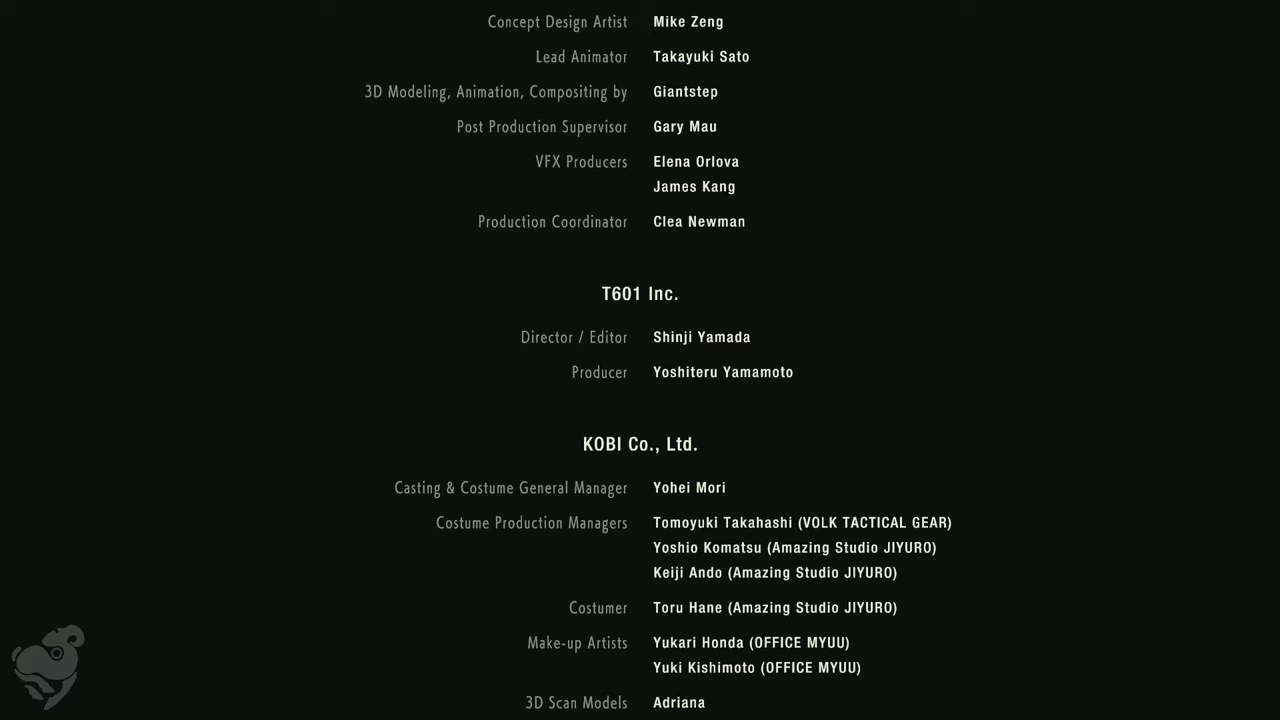 Concept Design Artist Mike Zeng
Lead Animator Takayuki Sato
3D Modeling, Animation, Compositing by Giantstep
Post Production Supervisor Gary Mau
VFX Producers Elena Orlova
James Kang
Production Coordinator Clea Newman
T601 Inc.
Director / Editor Shinji Yamada
Producer Yoshiteru Yamamoto
KOBI Co., Ltd.
Casting & Costume General Manager Yohei Mori
Costume Production Managers Tomoyuki Takahashi (VOLK TACTICAL GEAR)
Yoshio Komatsu (Amazing Studio JIYURO)
Keiji Ando (Amazing Studio JIYURO)
Costumer Toru Hane (Amazing Studio JIYURO)
Make-up Artists Yukari Honda (OFFICE MYUU)
Yuki Kishimoto (OFFICE MYUU)
3D Scan Models Adriana